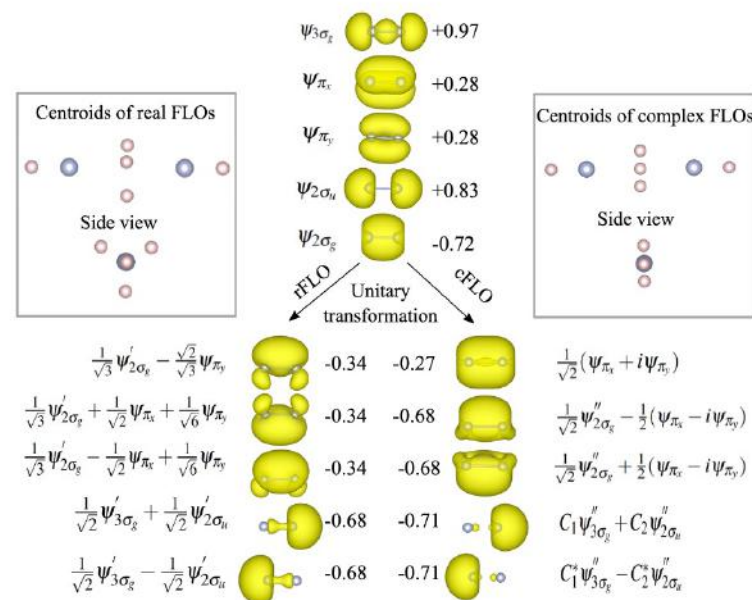 ψ3σg +0.97
ψπx +0.28
Centroids of real FLOs
Centroids of complex FLOs
ψπy +0.28
ψ2σu +0.83
Side view
Side view
ψ2σg -0.72
rFLO
cFLO
Unitary
transformation
1/√3 ψ′2σg − √2/√3 ψπy -0.34 -0.27 1/√2 (ψπx + iψπy)
1/√3 ψ′2σg + 1/√2 ψπx + 1/√6 ψπy -0.34 -0.68 1/√2 ψ″2σg − 1/2 (ψπx − iψπy)
1/√3 ψ′2σg − 1/√2 ψπx + 1/√6 ψπy -0.34 -0.68 1/√2 ψ″2σg + 1/2 (ψπx − iψπy)
1/√2 ψ′3σg + 1/√2 ψ′2σu -0.68 -0.71 C1ψ″3σg + C2ψ″2σu
1/√2 ψ′3σg − 1/√2 ψ′2σu -0.68 -0.71 C1*ψ″3σg − C2*ψ″2σu